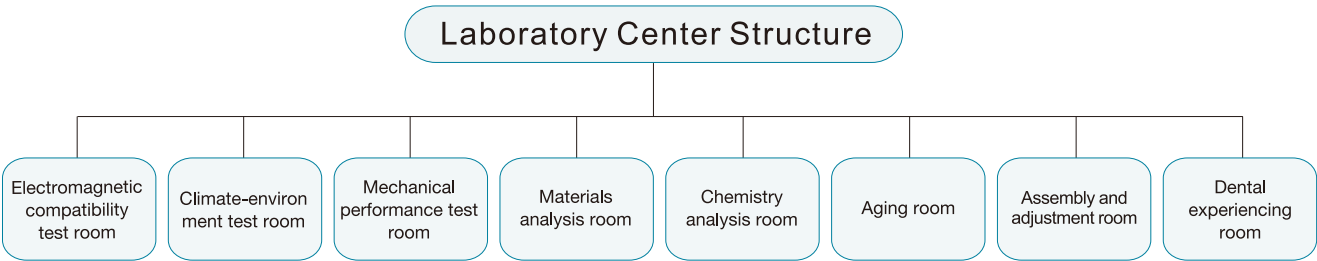 Laboratory Center Structure
Electromagnetic
compatibility
test room
Climate-environ
ment test room
Mechanical
performance test
room
Materials
analysis room
Chemistry
analysis room
Aging room
Assembly and
adjustment room
Dental
experiencing
room